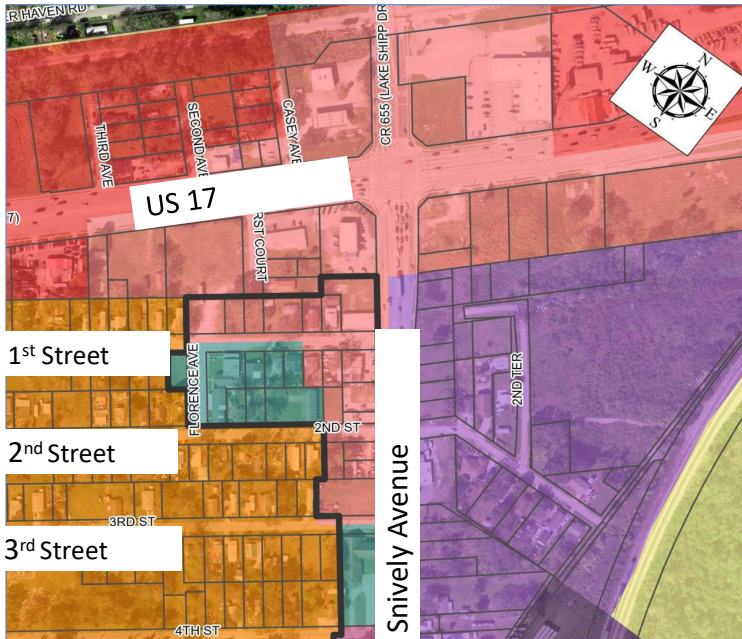 ER HAVEN RD
N
W
E
S
THIRD AVE
SECOND AVE
CASEY AVE
CR 655 (LAKE SHIPP DR
US 17
7)
RST COURT
1st Street
FLORENCE AVE
2ND TER
2ND ST
2nd Street
3RD ST
3rd Street
Snively Avenue
4TH ST